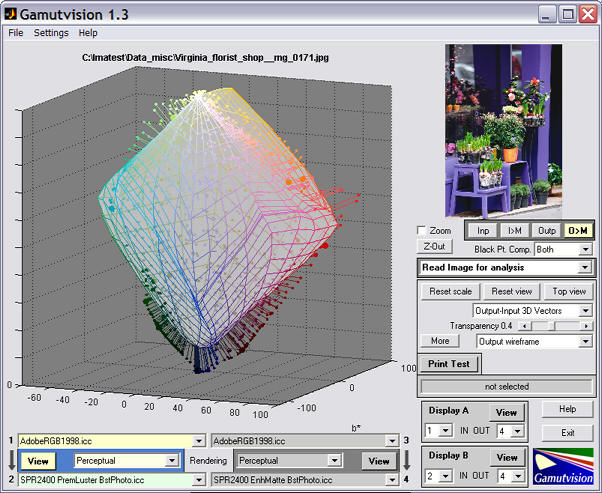 Gamutvision 1.3
File Settings Help
C:\Imatest\Data_misc\Virginia_florist_shop__mg_0171.jpg
Zoom
Inp I>M Outp O>M
Z-Out
Black Pt. Comp. Both
Read Image for analysis
Reset scale Reset view Top view
Output-Input 3D Vectors
Transparency 0.4
More Output wireframe
Print Test
not selected
0
-60 -40 -20 0 20 40 60 80 100
-100 0 100
b*
Display A View Help
1 IN OUT 4
Exit
Display B View
2 IN OUT 4
Gamutvision
1 AdobeRGB1998.icc AdobeRGB1998.icc 3
View Perceptual Rendering Perceptual View
2 SPR2400 PremLuster BstPhoto.icc SPR2400 EnhMatte BstPhoto.icc 4